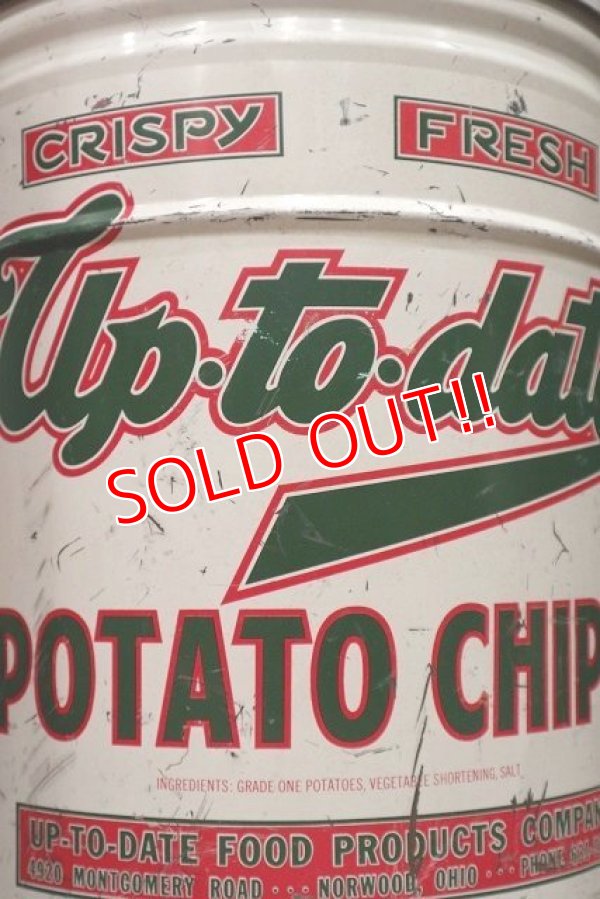 CRISPY FRESH
Up·to·dat
SOLD OUT!!
POTATO CHIP
INGREDIENTS: GRADE ONE POTATOES, VEGETABLE SHORTENING, SALT
UP-TO-DATE FOOD PRODUCTS COMPAN
4920 MONTGOMERY ROAD ··· NORWOOD, OHIO ··· PHONE